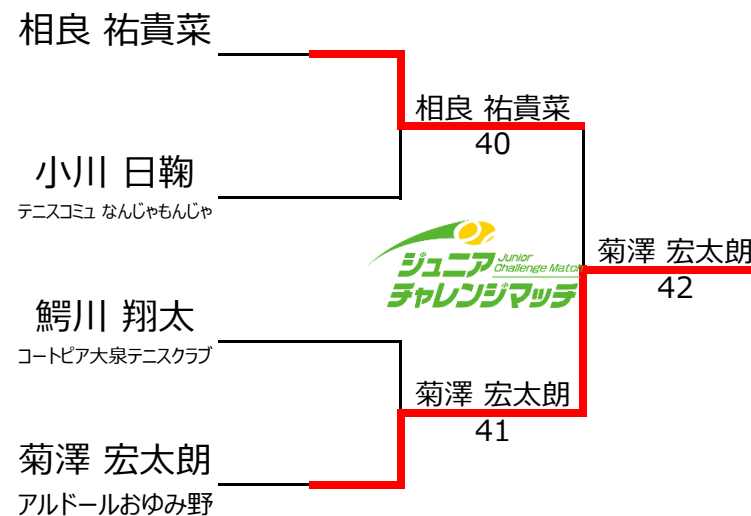 相良 祐貴菜
相良 祐貴菜
40
小川 日鞠
テニスコミュ なんじゃもんじゃ
ジュニア Junior Challenge Match
チャレンジマッチ
菊澤 宏太朗
42
鰐川 翔太
コートピア大泉テニスクラブ
菊澤 宏太朗
41
菊澤 宏太朗
アルドールおゆみ野